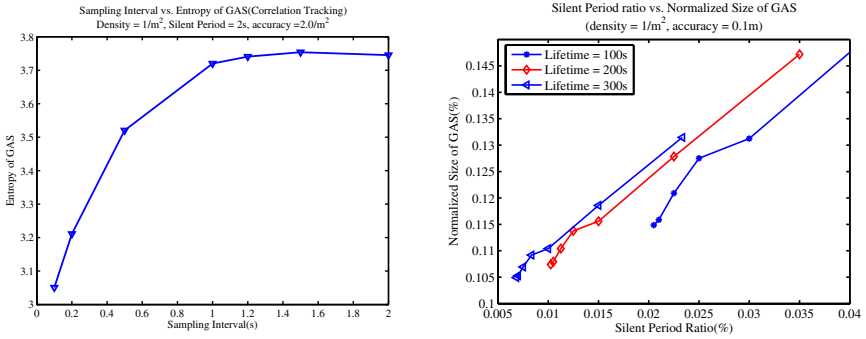 Sampling Interval vs. Entropy of GAS(Correlation Tracking)
Density = 1/m², Silent Period = 2s, accuracy =2.0/m²
3.8
3.7
3.6
3.5
3.4
3.3
3.2
3.1
3
Entropy of GAS
0 0.2 0.4 0.6 0.8 1 1.2 1.4 1.6 1.8 2
Sampling Interval(s)
Silent Period ratio vs. Normalized Size of GAS
(density = 1/m², accuracy = 0.1m)
Lifetime = 100s
Lifetime = 200s
Lifetime = 300s
0.145
0.14
0.135
0.13
0.125
0.12
0.115
0.11
0.105
0.1
Normalized Size of GAS(%)
0.005 0.01 0.015 0.02 0.025 0.03 0.035 0.04
Silent Period Ratio(%)